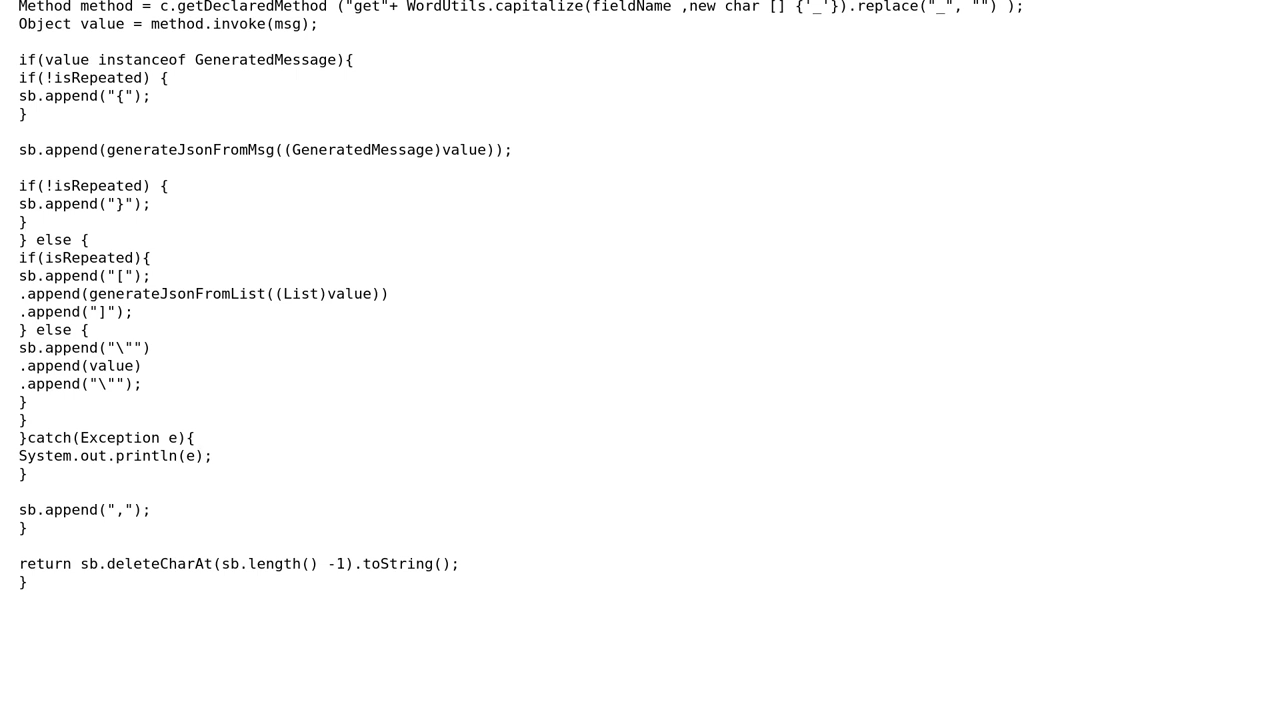 Method method = c.getDeclaredMethod ("get"+ WordUtils.capitalize(fieldName ,new char [] {'_'}).replace("_", "") );
Object value = method.invoke(msg);
if(value instanceof GeneratedMessage){
if(!isRepeated) {
sb.append("{");
}
sb.append(generateJsonFromMsg((GeneratedMessage)value));
if(!isRepeated) {
sb.append("}");
}
} else {
if(isRepeated){
sb.append("[");
.append(generateJsonFromList((List)value))
.append("]");
} else {
sb.append("\"")
.append(value)
.append("\"");
}
}
}catch(Exception e){
System.out.println(e);
}
sb.append(",");
}
return sb.deleteCharAt(sb.length() -1).toString();
}